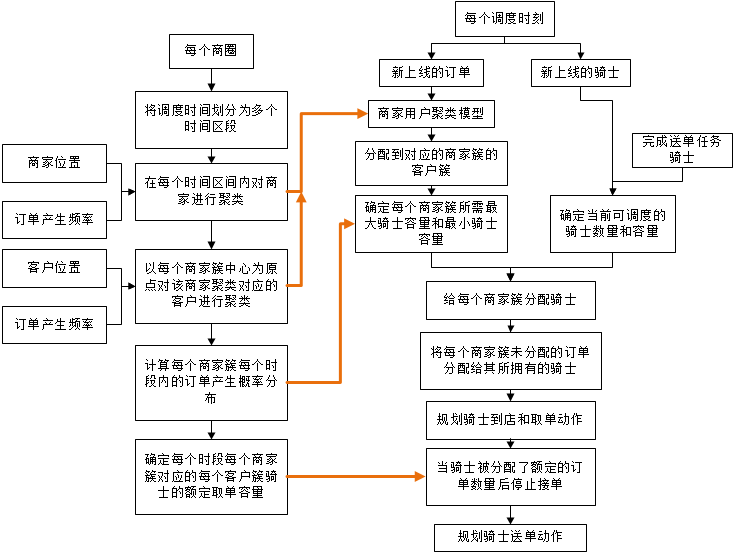 每个商圈
将调度时间划分为多个
时间区段
商家位置
订单产生频率
在每个时间区间内对商
家进行聚类
客户位置
订单产生频率
以每个商家簇中心为原
点对该商家聚类对应的
客户进行聚类
计算每个商家簇每个时
段内的订单产生概率分
布
确定每个时段每个商家
簇对应的每个客户簇骑
士的额定取单容量
每个调度时刻
新上线的订单
新上线的骑士
商家用户聚类模型
完成送单任务
骑士
分配到对应的商家簇的
客户簇
确定每个商家簇所需最
大骑士容量和最小骑士
容量
确定当前可调度的
骑士数量和容量
给每个商家簇分配骑士
将每个商家簇未分配的订单
分配给其所拥有的骑士
规划骑士到店和取单动作
当骑士被分配了额定的订
单数量后停止接单
规划骑士送单动作